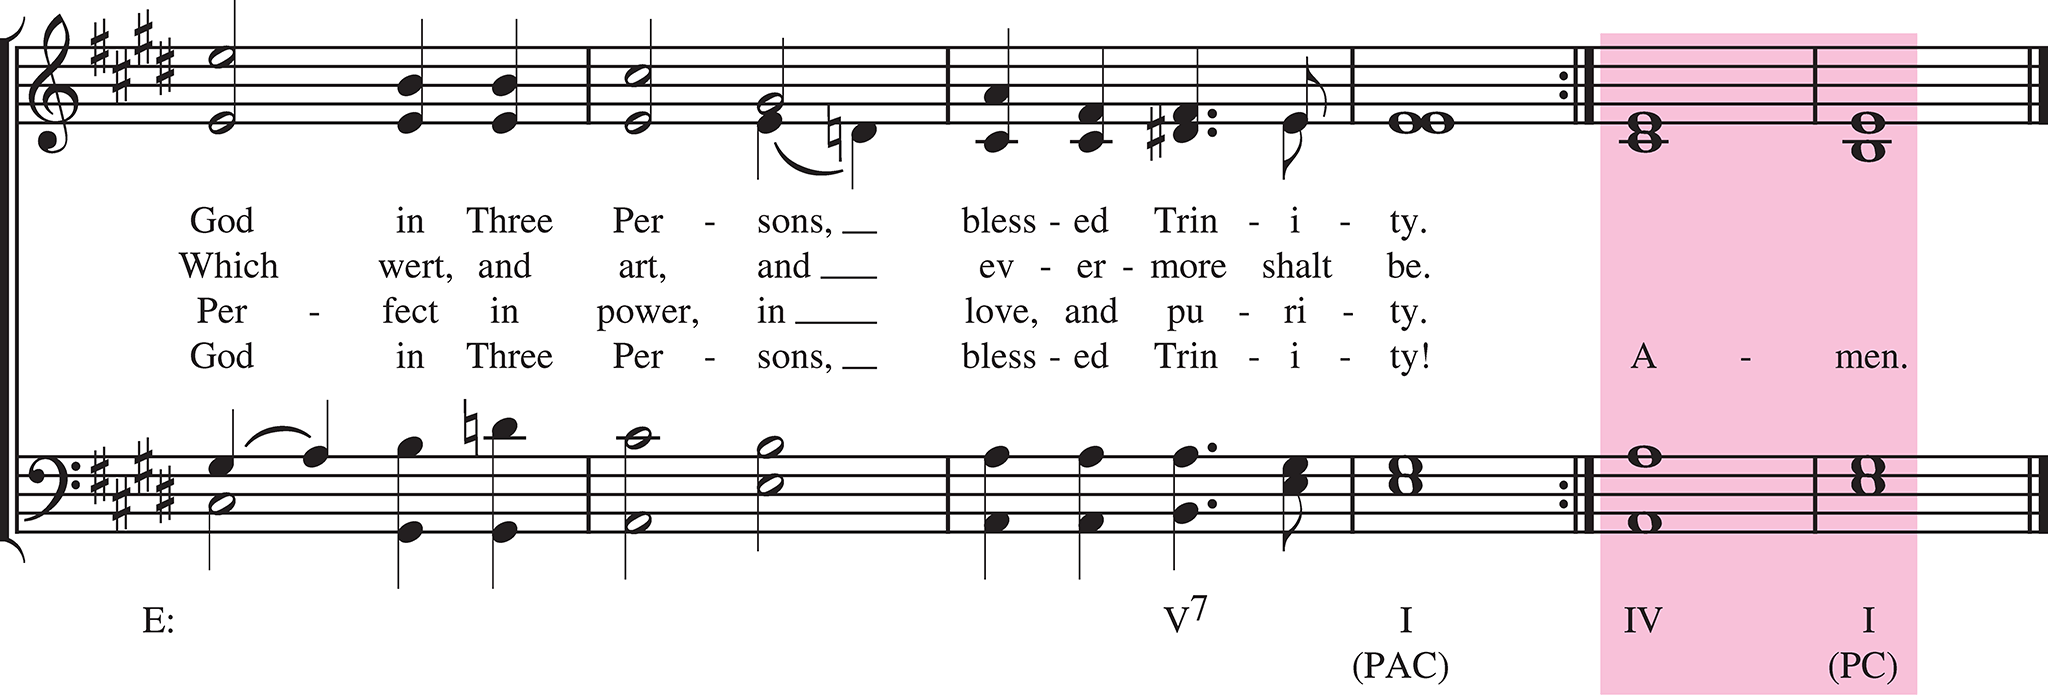 God in Three Per - sons, bless - ed Trin - i - ty.
Which wert, and art, and ev - er - more shalt be.
Per - fect in power, in love, and pu - ri - ty.
God in Three Per - sons, bless - ed Trin - i - ty! A - men.
E: V7 I IV I
(PAC) (PC)